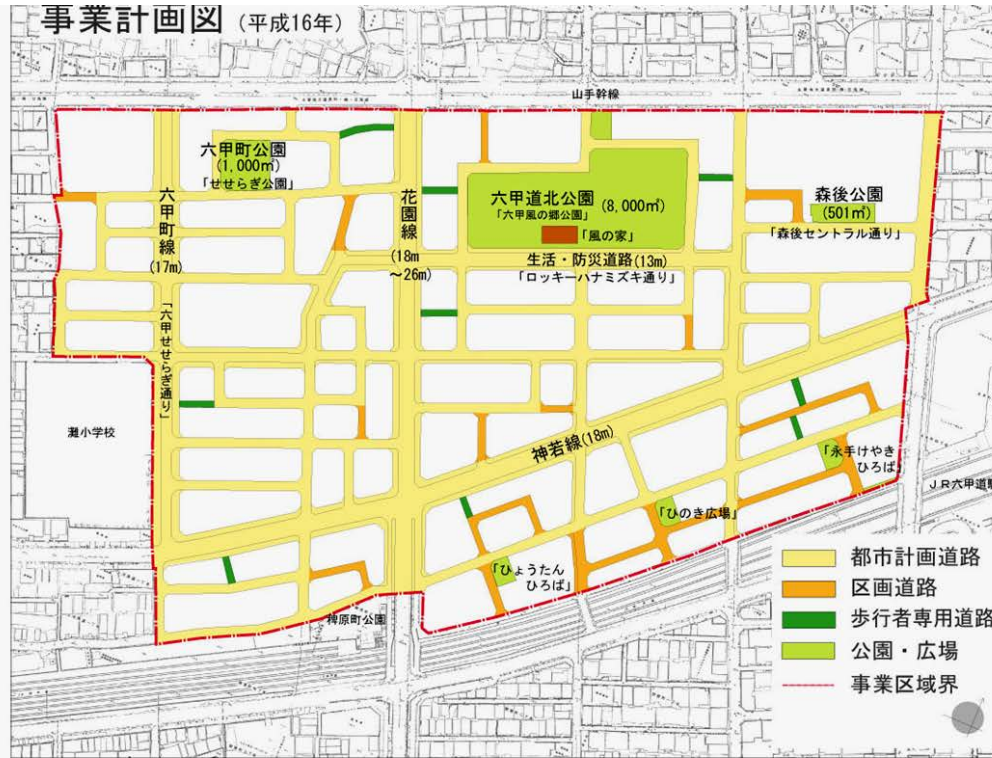 事業計画図 (平成16年)
山手幹線
六甲町公園
(1,000㎡)
「せせらぎ公園」
六甲町線
(17m)
花園線
(18m
～26m)
六甲道北公園 (8,000㎡)
「六甲風の郷公園」
「風の家」
生活・防災道路(13m)
「ロッキーハナミズキ通り」
森後公園
(501㎡)
「森後セントラル通り」
「六甲せせらぎ通り」
灘小学校
神若線(18m)
「永手けやき
ひろば」
JR六甲道駅
「ひのき広場」
「ひょうたん
ひろば」
稗原町公園
都市計画道路
区画道路
歩行者専用道路
公園・広場
事業区域界